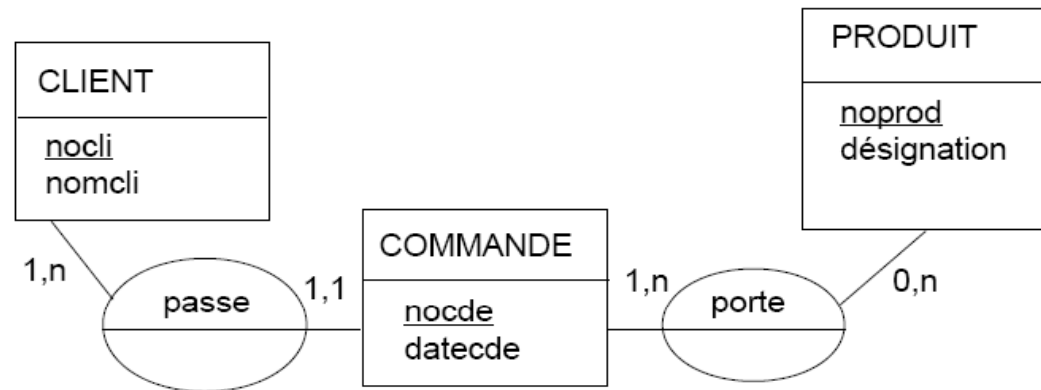 CLIENT
nocli
nomcli
1,n
passe
1,1
COMMANDE
nocde
datecde
1,n
porte
0,n
PRODUIT
noprod
désignation